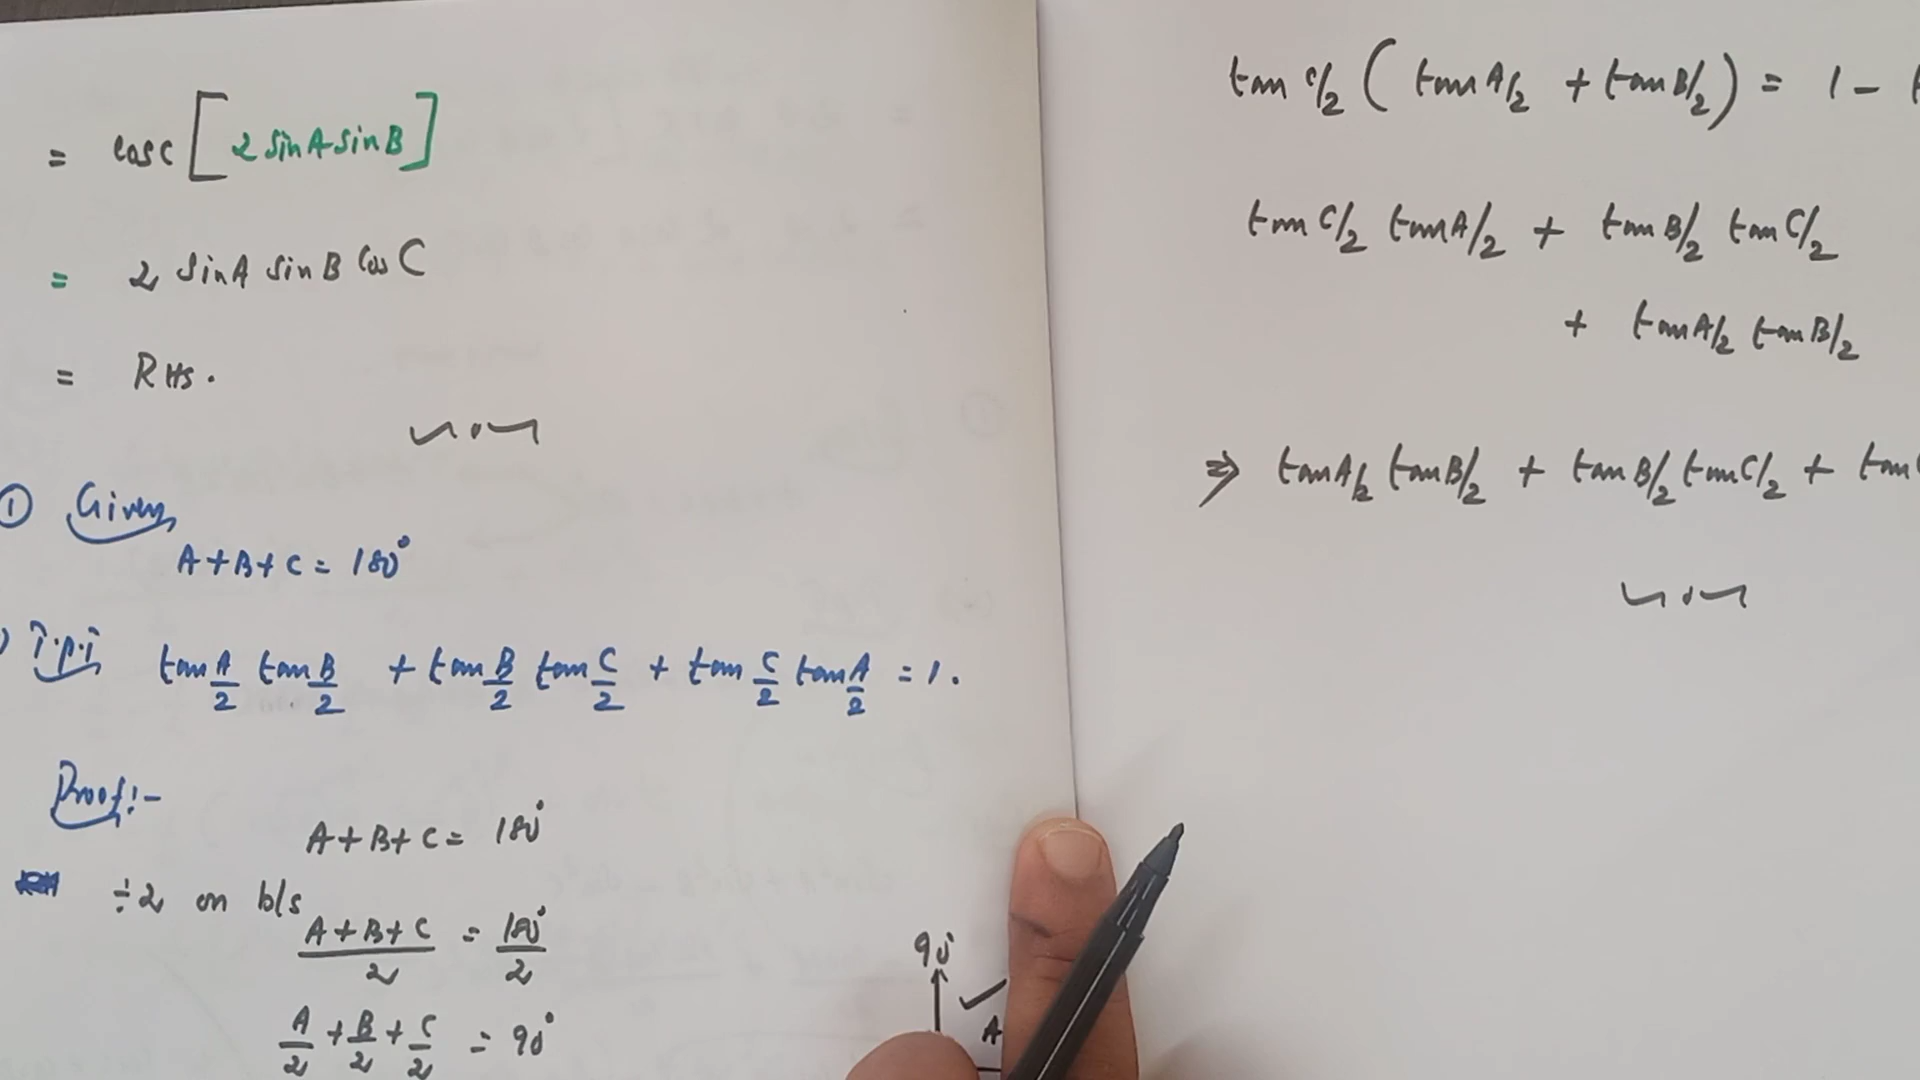 = cosC [2 sinA sinB]
= 2 sinA sinB cos C
= RHS.
① Given
A+B+C = 180°
T.P.T tan A/2 tan B/2 + tan B/2 tan C/2 + tan C/2 tan A/2 = 1.
Proof:-
A+B+C = 180°
÷2 on b/s
(A+B+C)/2 = 180°/2
A/2 + B/2 + C/2 = 90°
90°
A
tan C/2 ( tan A/2 + tan B/2 ) = 1 -
tan C/2 tan A/2 + tan B/2 tan C/2
+ tan A/2 tan B/2
⇒ tan A/2 tan B/2 + tan B/2 tan C/2 + tan